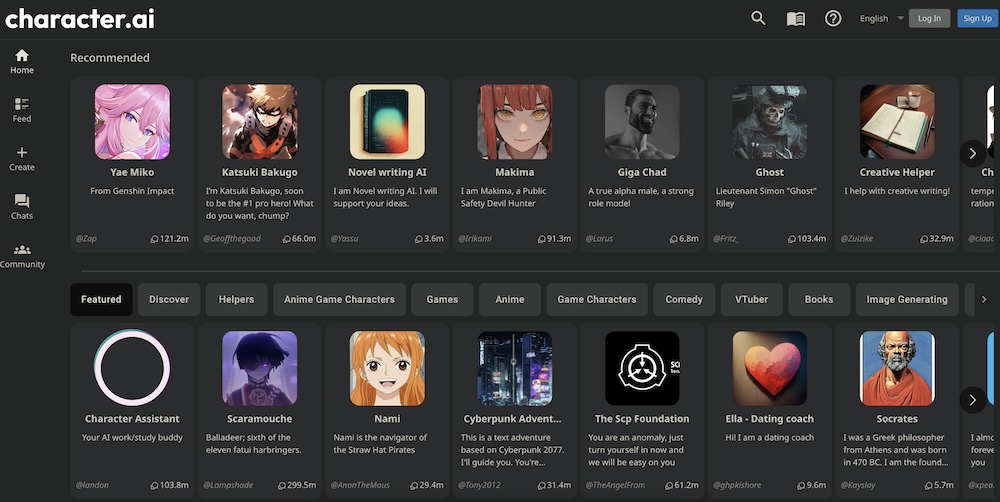 character.ai
English
Log In
Sign Up
Home
Feed
Create
Chats
Community
Recommended
Yae Miko
From Genshin Impact
@Zap
121.2m
Katsuki Bakugo
I'm Katsuki Bakugo, soon
to be the #1 pro hero! What
do you want, chump?
@Geoffthegood
66.0m
Novel writing AI
I am Novel writing AI. I will
support your ideas.
@Yassu
3.6m
Makima
I am Makima, a Public
Safety Devil Hunter
@Irikami
91.3m
Giga Chad
A true alpha male, a strong
role model
@Larus
6.8m
Ghost
Lieutenant Simon "Ghost"
Riley
@Fritz_
103.4m
Creative Helper
I help with creative writing!
@Zuizike
32.9m
Ch
tempe
ration
Featured
Discover
Helpers
Anime Game Characters
Games
Anime
Game Characters
Comedy
VTuber
Books
Image Generating
Character Assistant
Your AI work/study buddy
@landon
103.8m
Scaramouche
Balladeer; sixth of the
eleven fatui harbringers.
@Lampshade
299.5m
Nami
Nami is the navigator of
the Straw Hat Pirates
@AnonTheMous
29.4m
Cyberpunk Advent...
This is a text adventure
based on Cyberpunk 2077.
I'll guide you. You're...
@Tony2012
31.4m
The Scp Foundation
You are an anomaly, just
turn yourself in now and
we will be easy on you
@TheAngelFrom
61.2m
Ella - Dating coach
Hi! I am a dating coach
@ghpkishore
9.6m
Socrates
I was a Greek philosopher
from Athens and was born
in 470 BC. I am the found...
@Kayslay
5.7m
I almo
foreve
you
@xpea